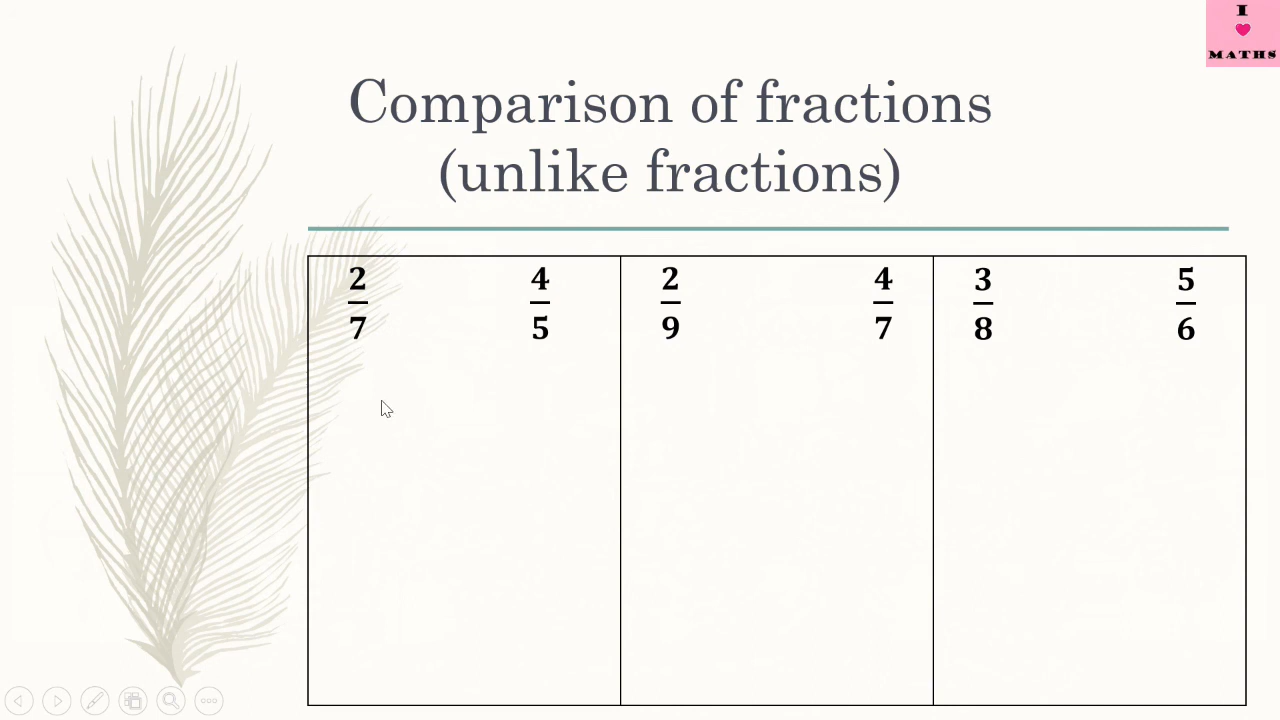 I
MATHS
Comparison of fractions
(unlike fractions)
2/7 4/5 2/9 4/7 3/8 5/6